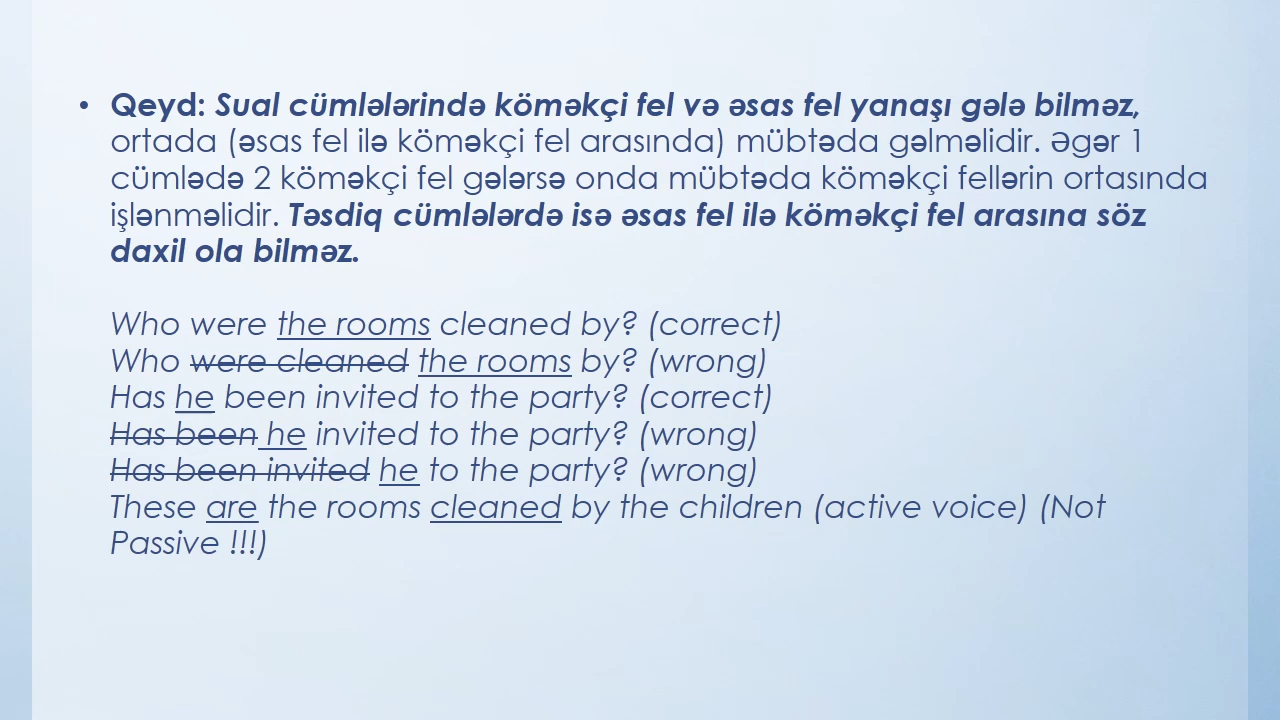 • Qeyd: Sual cümlələrində köməkçi fel və əsas fel yanaşı gələ bilməz,
ortada (əsas fel ilə köməkçi fel arasında) mübtəda gəlməlidir. Əgər 1
cümlədə 2 köməkçi fel gələrsə onda mübtəda köməkçi fellərin ortasında
işlənməlidir. Təsdiq cümlələrdə isə əsas fel ilə köməkçi fel arasına söz
daxil ola bilməz.
Who were the rooms cleaned by? (correct)
Who were cleaned the rooms by? (wrong)
Has he been invited to the party? (correct)
Has been he invited to the party? (wrong)
Has been invited he to the party? (wrong)
These are the rooms cleaned by the children (active voice) (Not
Passive !!!)